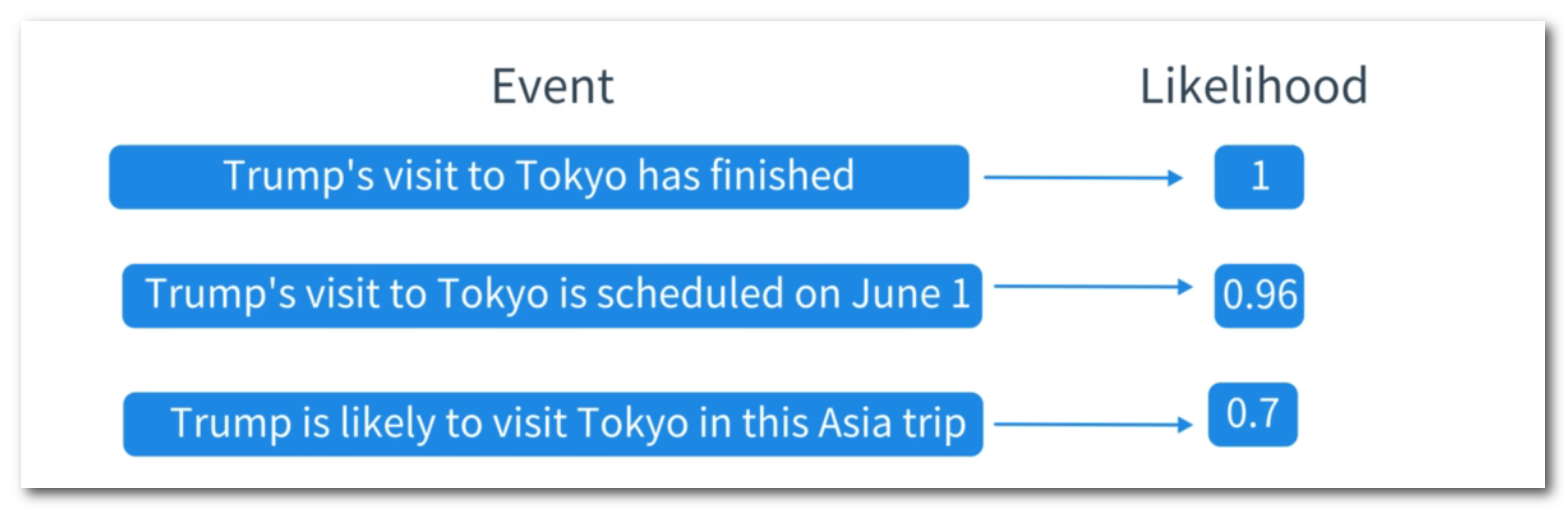 Event
Likelihood
Trump's visit to Tokyo has finished
1
Trump's visit to Tokyo is scheduled on June 1
0.96
Trump is likely to visit Tokyo in this Asia trip
0.7